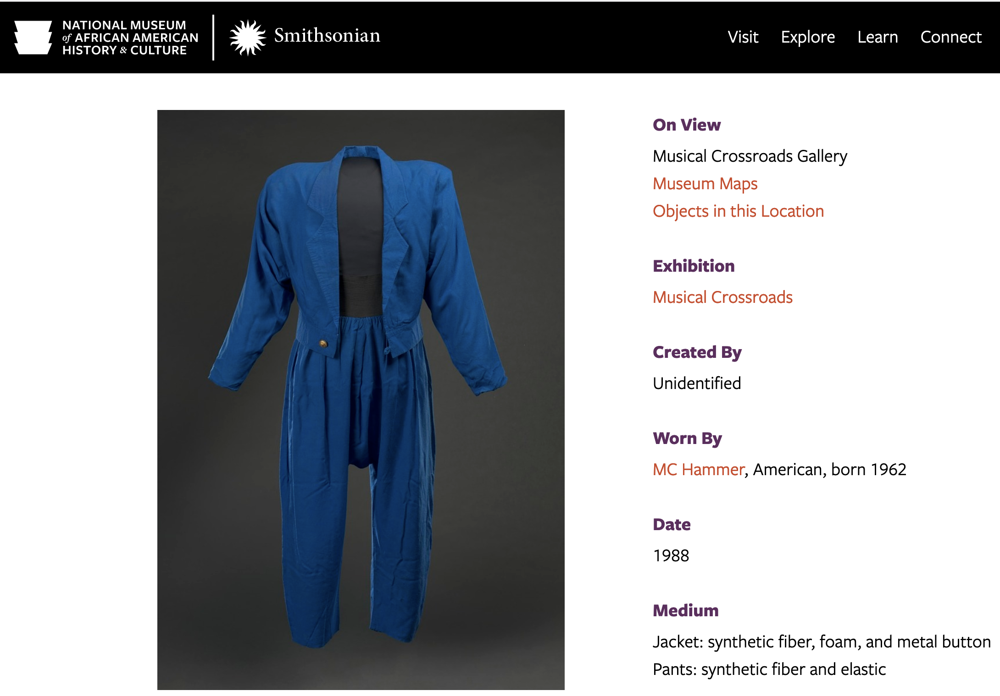 NATIONAL MUSEUM
of AFRICAN AMERICAN
HISTORY & CULTURE
Smithsonian
Visit Explore Learn Connect
On View
Musical Crossroads Gallery
Museum Maps
Objects in this Location
Exhibition
Musical Crossroads
Created By
Unidentified
Worn By
MC Hammer, American, born 1962
Date
1988
Medium
Jacket: synthetic fiber, foam, and metal button
Pants: synthetic fiber and elastic